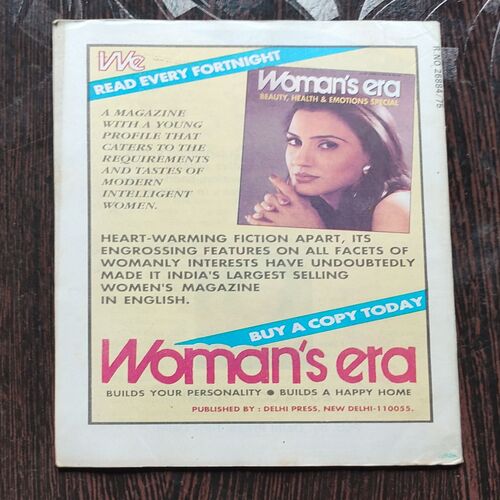 We
READ EVERY FORTNIGHT
Woman's era
BEAUTY, HEALTH & EMOTIONS SPECIAL
R.NO. 26884/75
A MAGAZINE
WITH A YOUNG
PROFILE THAT
CATERS TO THE
REQUIREMENTS
AND TASTES OF
MODERN
INTELLIGENT
WOMEN.
HEART-WARMING FICTION APART, ITS
ENGROSSING FEATURES ON ALL FACETS OF
WOMANLY INTERESTS HAVE UNDOUBTEDLY
MADE IT INDIA'S LARGEST SELLING
WOMEN'S MAGAZINE
IN ENGLISH.
BUY A COPY TODAY
Woman's era
BUILDS YOUR PERSONALITY ● BUILDS A HAPPY HOME
PUBLISHED BY : DELHI PRESS, NEW DELHI-110055.